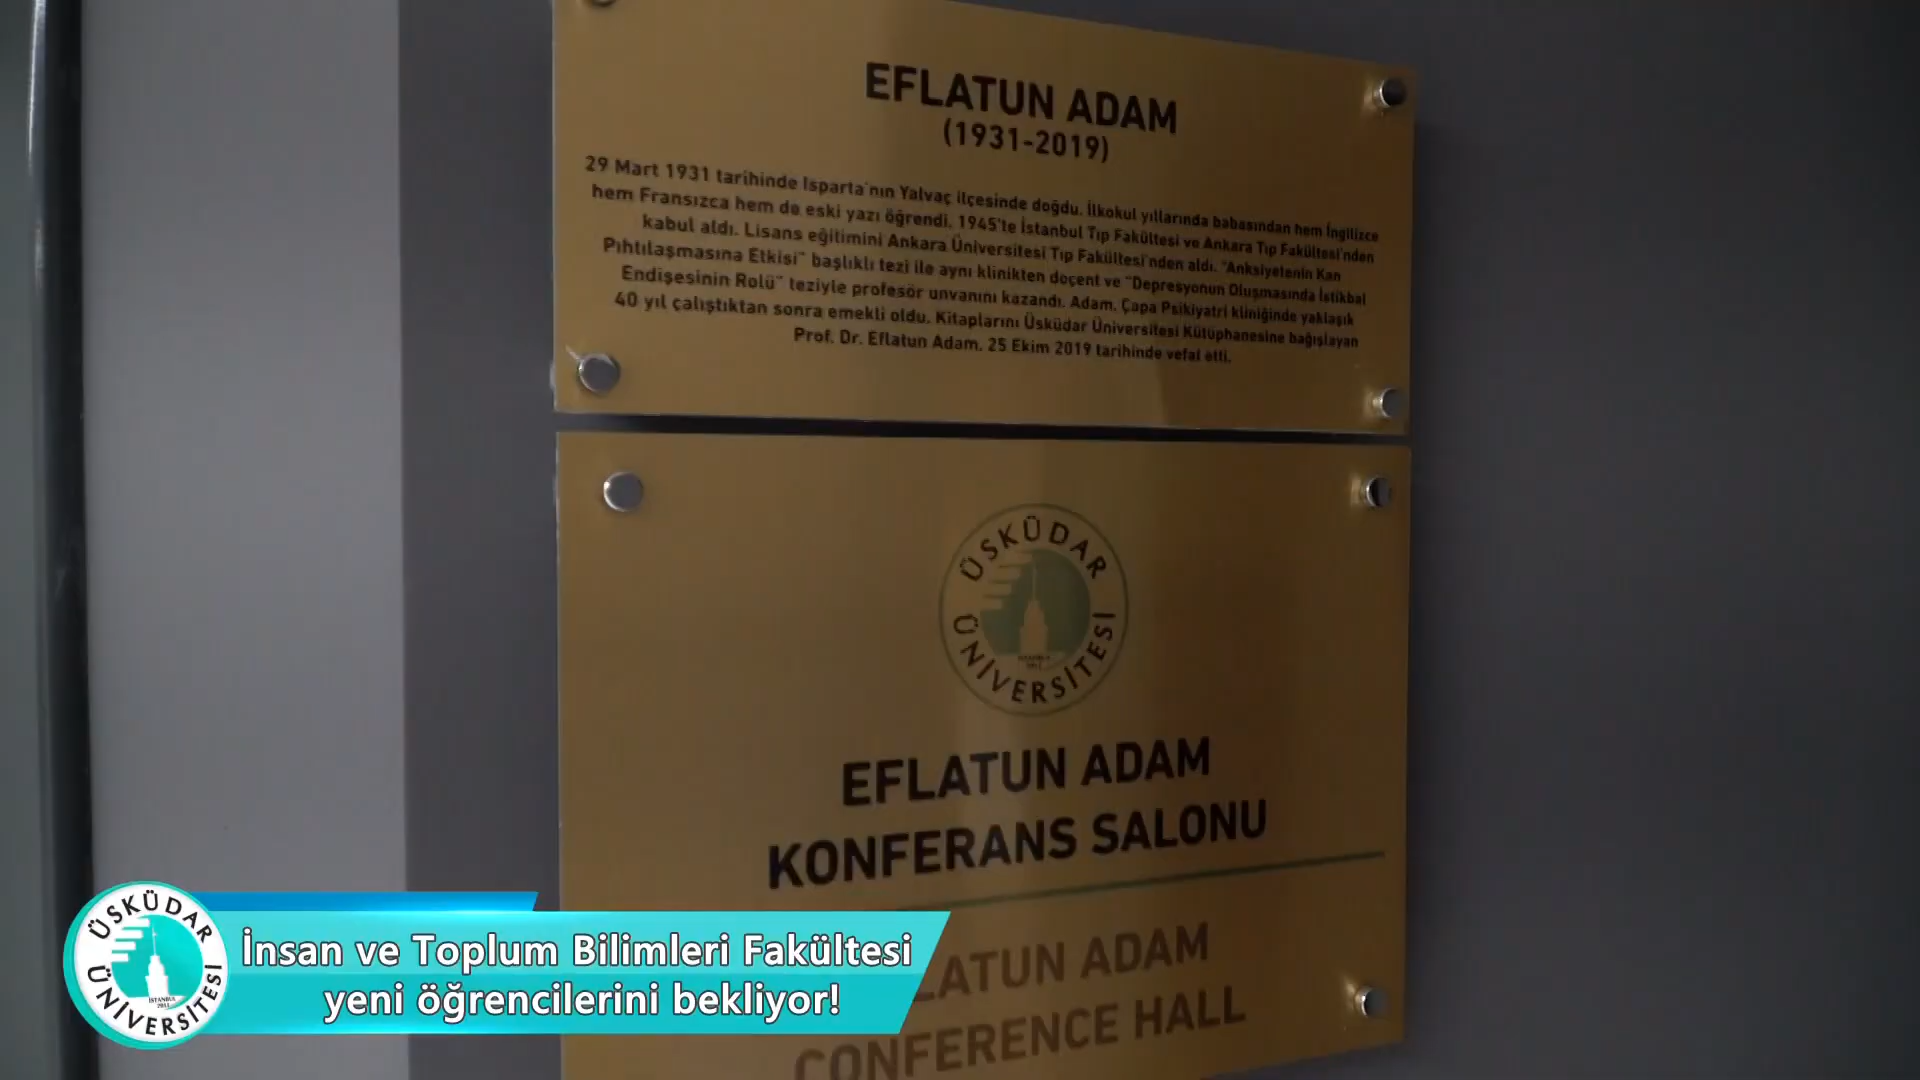 EFLATUN ADAM
(1931-2019)
29 Mart 1931 tarihinde Isparta'nın Yalvaç ilçesinde doğdu. İlkokul yıllarında babasından hem İngilizce
hem Fransızca hem de eski yazı öğrendi. 1945'te İstanbul Tıp Fakültesi ve Ankara Tıp Fakültesi'nden
kabul aldı. Lisans eğitimini Ankara Üniversitesi Tıp Fakültesi'nden aldı. "Anksiyetenin Kan
Pıhtılaşmasına Etkisi" başlıklı tezi ile aynı klinikten doçent ve "Depresyonun Oluşmasında İstikbal
Endişesinin Rolü" teziyle profesör unvanını kazandı. Adam, Çapa Psikiyatri kliniğinde yaklaşık
40 yıl çalıştıktan sonra emekli oldu. Kitaplarını Üsküdar Üniversitesi Kütüphanesine bağışlayan
Prof. Dr. Eflatun Adam, 25 Ekim 2019 tarihinde vefat etti.
ÜSKÜDAR
ÜNİVERSİTESİ
İSTANBUL
2011
EFLATUN ADAM
KONFERANS SALONU
LATUN ADAM
CONFERENCE HALL
ÜSKÜDAR
ÜNİVERSİTESİ
İSTANBUL
2011
İnsan ve Toplum Bilimleri Fakültesi
yeni öğrencilerini bekliyor!